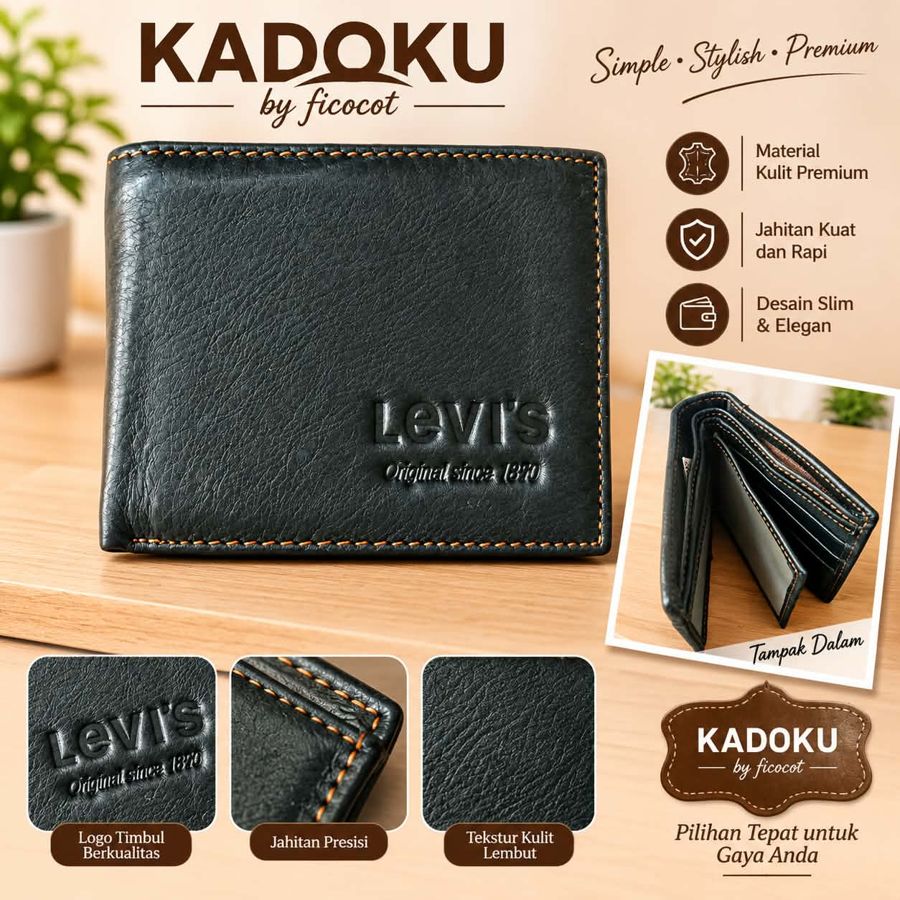 KADOKU
by ficocot
Simple • Stylish • Premium
Material
Kulit Premium
Jahitan Kuat
dan Rapi
Desain Slim
& Elegan
LeVI's
Original since 1870
Tampak Dalam
LeVI's
Original since 1870
Logo Timbul
Berkualitas
Jahitan Presisi
Tekstur Kulit
Lembut
KADOKU
by ficocot
Pilihan Tepat untuk
Gaya Anda